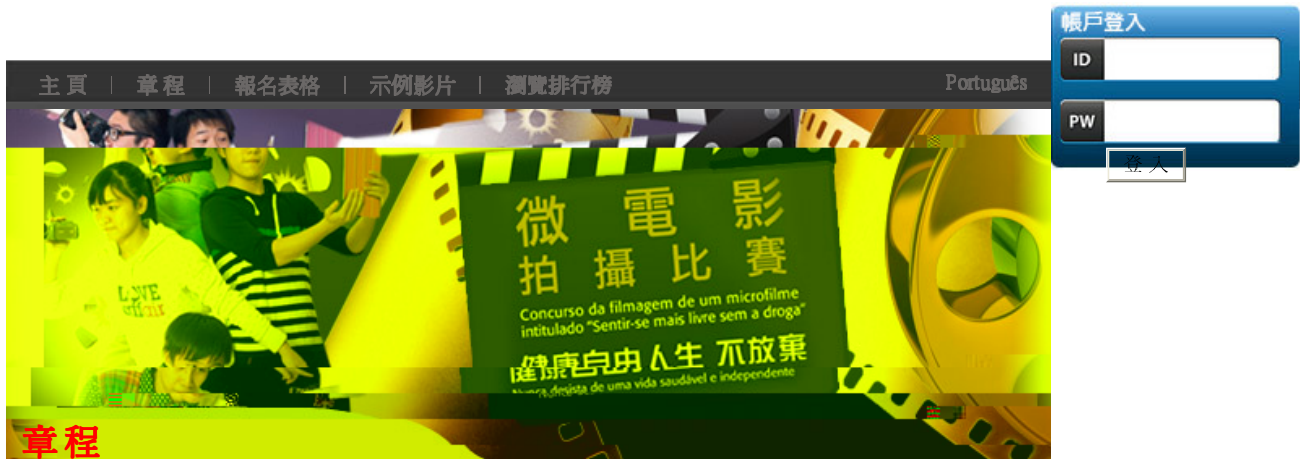 帳戶登入
ID
主頁 | 章程 | 報名表格 | 示例影片 | 瀏覽排行榜 Português
PW
登入
微電影
拍攝比賽
Concurso da filmagem de um microfilme
intitulado "Sentir-se mais livre sem a droga"
健康自由人生 不放棄
Nunca desista de uma vida saudável e independente
LOVE
章程